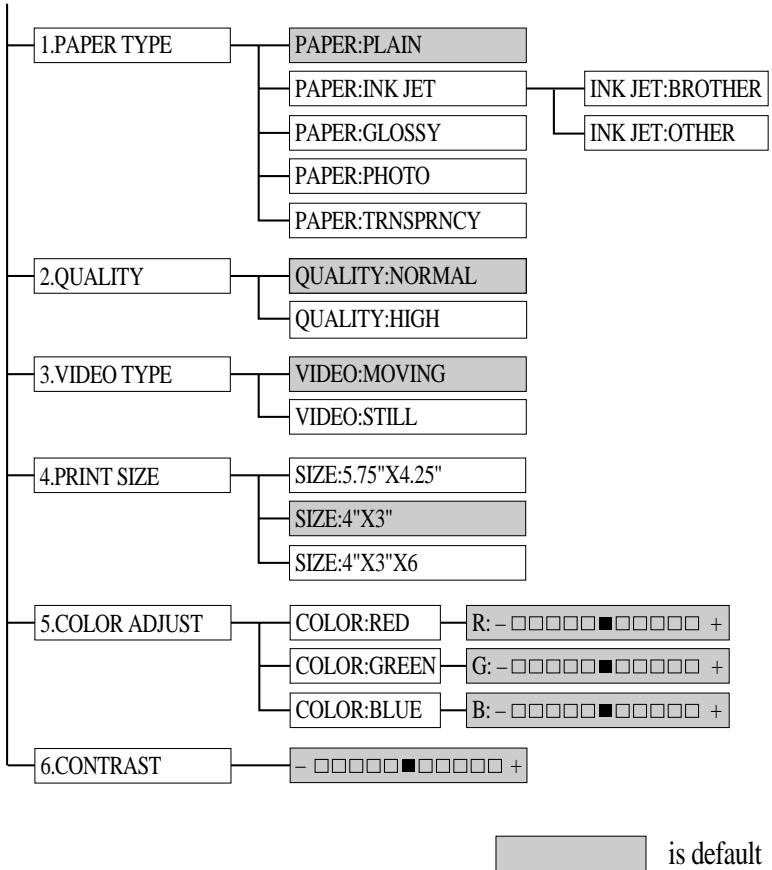 1.PAPER TYPE PAPER:PLAIN
PAPER:INK JET INK JET:BROTHER
PAPER:GLOSSY INK JET:OTHER
PAPER:PHOTO
PAPER:TRNSPRNCY
2.QUALITY QUALITY:NORMAL
QUALITY:HIGH
3.VIDEO TYPE VIDEO:MOVING
VIDEO:STILL
4.PRINT SIZE SIZE:5.75"X4.25"
SIZE:4"X3"
SIZE:4"X3"X6
5.COLOR ADJUST COLOR:RED R: – □□□□□■□□□□□ +
COLOR:GREEN G: – □□□□□■□□□□□ +
COLOR:BLUE B: – □□□□□■□□□□□ +
6.CONTRAST – □□□□□■□□□□□ +
is default